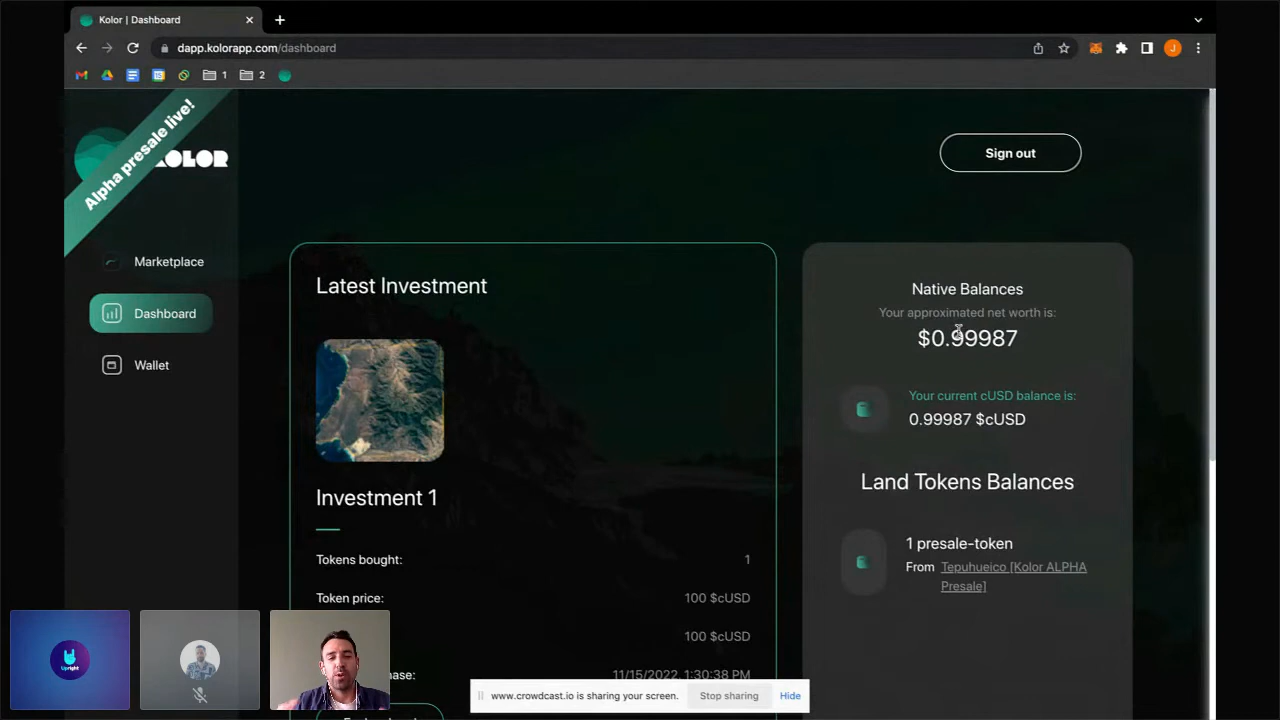 Kolor | Dashboard
dapp.kolorapp.com/dashboard
J
1
2
Alpha presale live!
KOLOR
Sign out
Marketplace
Dashboard
Wallet
Latest Investment
Investment 1
Tokens bought: 1
Token price: 100 $cUSD
100 $cUSD
11/15/2022, 1:30:38 PM
Native Balances
Your approximated net worth is:
$0.99987
Your current cUSD balance is:
0.99987 $cUSD
Land Tokens Balances
1 presale-token
From Tepuhueico [Kolor ALPHA
Presale]
Upright
www.crowdcast.io is sharing your screen. Stop sharing Hide